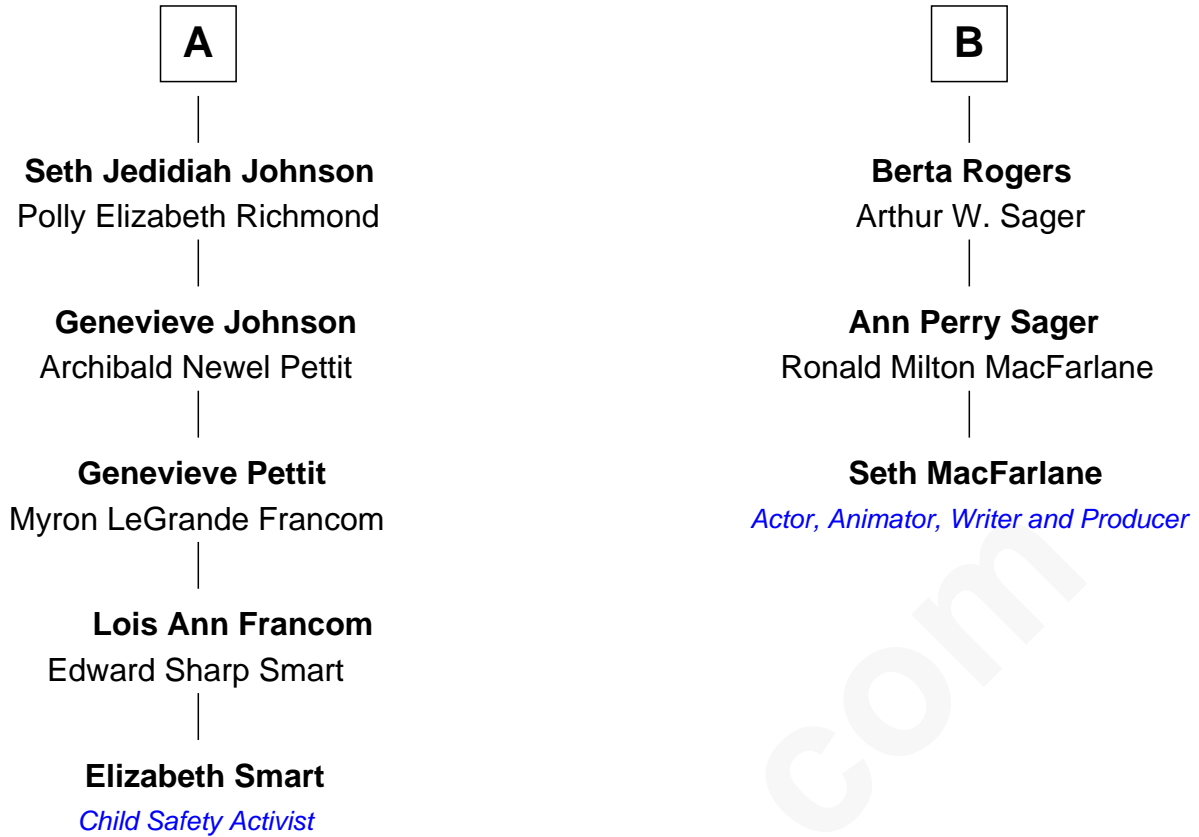 A
Seth Jedidiah Johnson
Polly Elizabeth Richmond
Genevieve Johnson
Archibald Newel Pettit
Genevieve Pettit
Myron LeGrande Francom
Lois Ann Francom
Edward Sharp Smart
Elizabeth Smart
Child Safety Activist
B
Berta Rogers
Arthur W. Sager
Ann Perry Sager
Ronald Milton MacFarlane
Seth MacFarlane
Actor, Animator, Writer and Producer
com